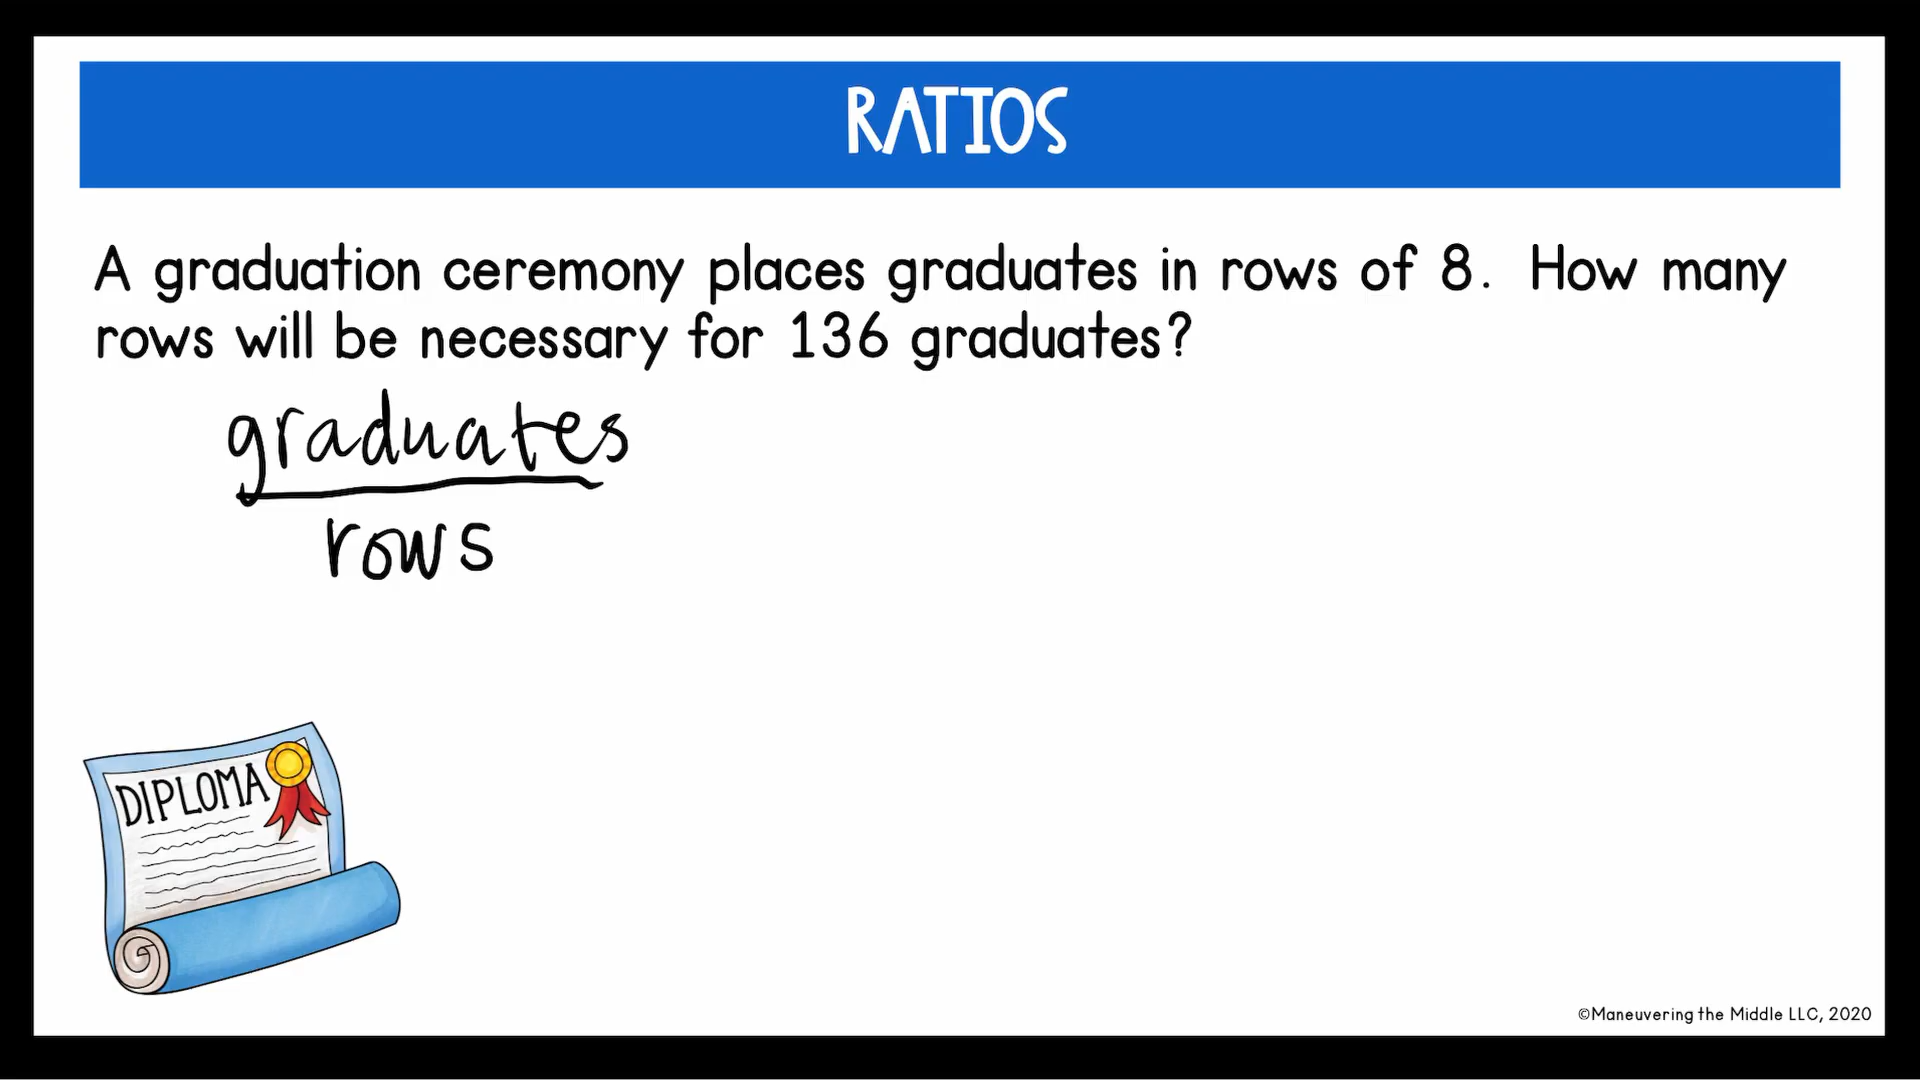 RATIOS
A graduation ceremony places graduates in rows of 8. How many
rows will be necessary for 136 graduates?
graduates
rows
DIPLOMA
©Maneuvering the Middle LLC, 2020